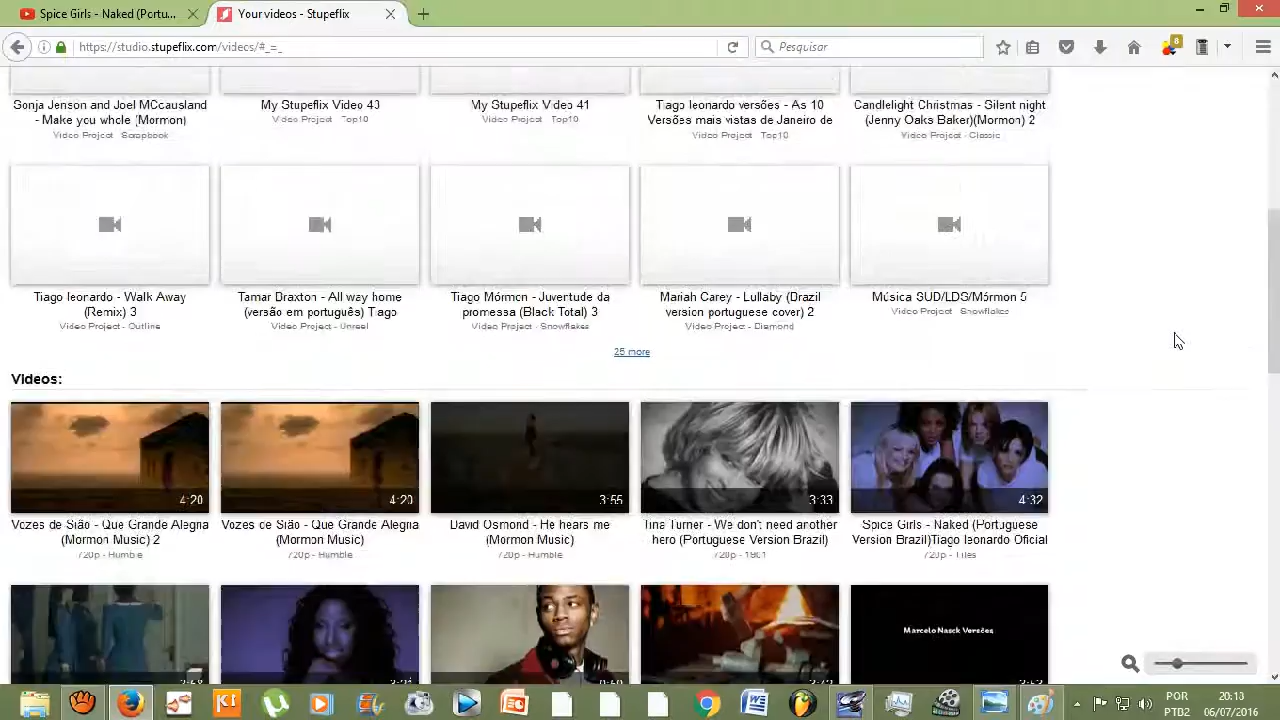 Spice Girls - Naked (Portu...
Your videos - Stupeflix
https://studio.stupeflix.com/videos/#_=_
Pesquisar
8
Sonja Jenson and Joel MCcausland
- Make you whole (Mormon)
Video Project - Scrapbook
My Stupeflix Video 43
Video Project - Top10
My Stupeflix Video 41
Video Project - Top10
Tiago leonardo versões - As 10
Versões mais vistas de Janeiro de
Video Project - Top10
Candlelight Christmas - Silent night
(Jenny Oaks Baker)(Mormon) 2
Video Project - Classic
Tiago leonardo - Walk Away
(Remix) 3
Video Project - Outline
Tamar Braxton - All way home
(versão em português) Tiago
Video Project - Unreel
Tiago Mórmon - Juventude da
promessa (Black Total) 3
Video Project - Snowflakes
Mariah Carey - Lullaby (Brazil
version portuguese cover) 2
Video Project - Diamond
Música SUD/LDS/Mórmon 5
Video Project - Snowflakes
25 more
Videos:
4:20
Vozes de Sião - Que Grande Alegria
(Mormon Music) 2
720p - Humble
4:20
Vozes de Sião - Que Grande Alegria
(Mormon Music)
720p - Humble
3:55
David Osmond - He hears me
(Mormon Music)
720p - Humble
3:33
Tina Turner - We don't need another
hero (Portuguese Version Brazil)
720p - 1901
4:32
Spice Girls - Naked (Portuguese
Version Brazil)Tiago leonardo Oficial
720p - Tiles
Marcelo Nasck Versões
POR
PTB2
20:18
06/07/2016